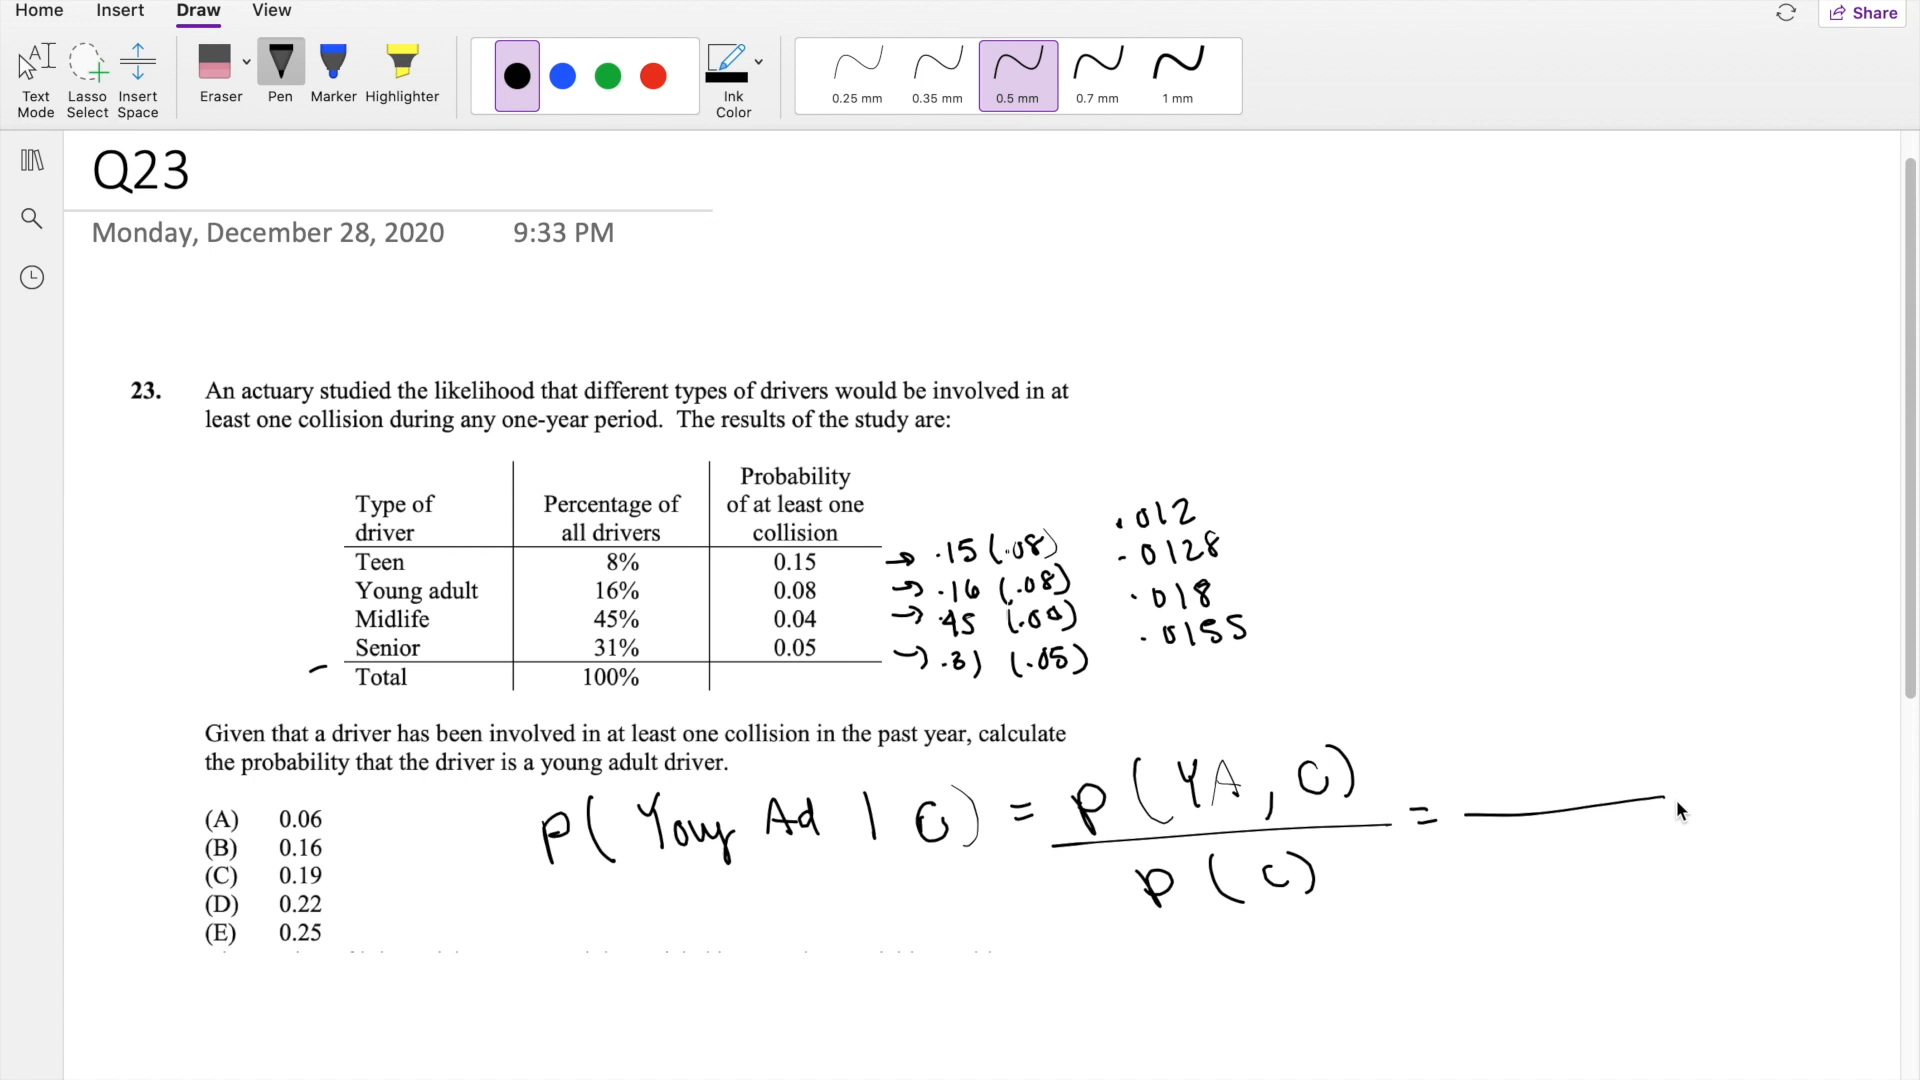 Home Insert Draw View Share
Text Mode Lasso Select Insert Space Eraser Pen Marker Highlighter Ink Color 0.25 mm 0.35 mm 0.5 mm 0.7 mm 1 mm
Q23
Monday, December 28, 2020 9:33 PM
23. An actuary studied the likelihood that different types of drivers would be involved in at
least one collision during any one-year period. The results of the study are:
Type of driver Percentage of all drivers Probability of at least one collision
Teen 8% 0.15 → .15 (.08) .012
Young adult 16% 0.08 → .16 (.08) .0128
Midlife 45% 0.04 → .45 (.04) .018
Senior 31% 0.05 → .31 (.05) .0155
Total 100%
Given that a driver has been involved in at least one collision in the past year, calculate
the probability that the driver is a young adult driver.
(A) 0.06
(B) 0.16
(C) 0.19
(D) 0.22
(E) 0.25
P( Young Ad | C) = P(YA, C) =
P(C)